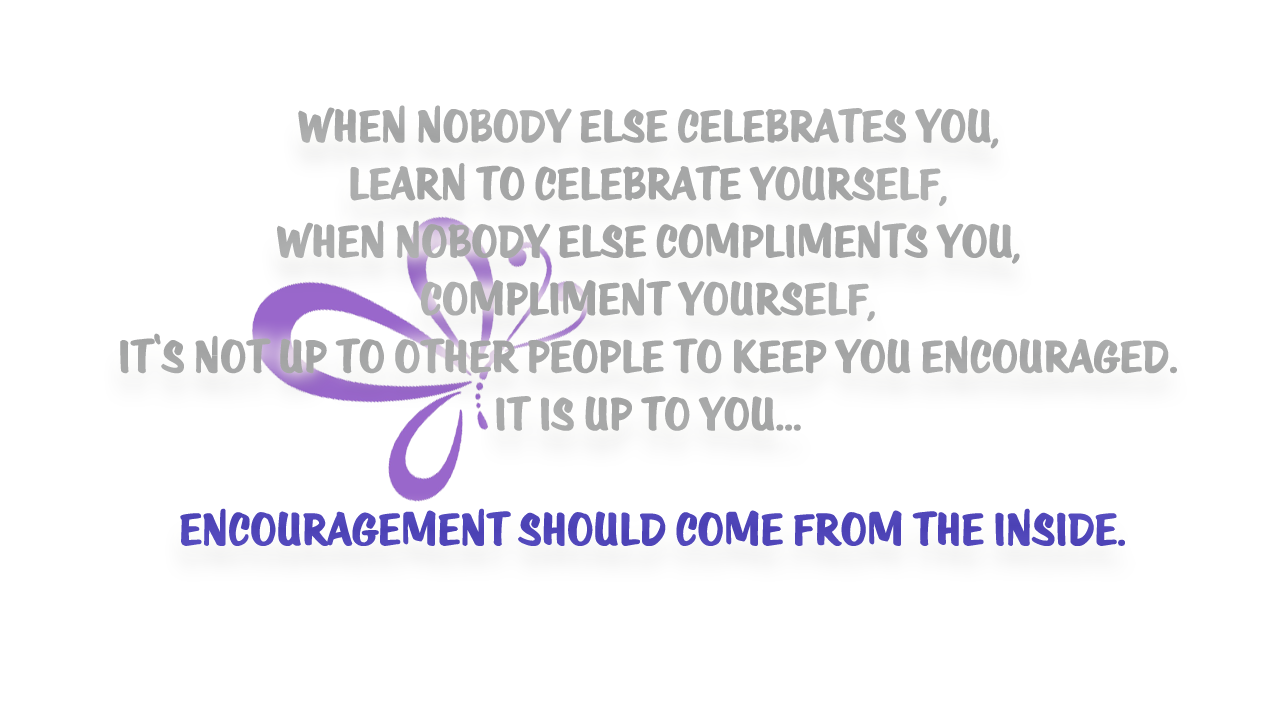 WHEN NOBODY ELSE CELEBRATES YOU,
LEARN TO CELEBRATE YOURSELF,
WHEN NOBODY ELSE COMPLIMENTS YOU,
COMPLIMENT YOURSELF,
IT'S NOT UP TO OTHER PEOPLE TO KEEP YOU ENCOURAGED.
IT IS UP TO YOU...
ENCOURAGEMENT SHOULD COME FROM THE INSIDE.